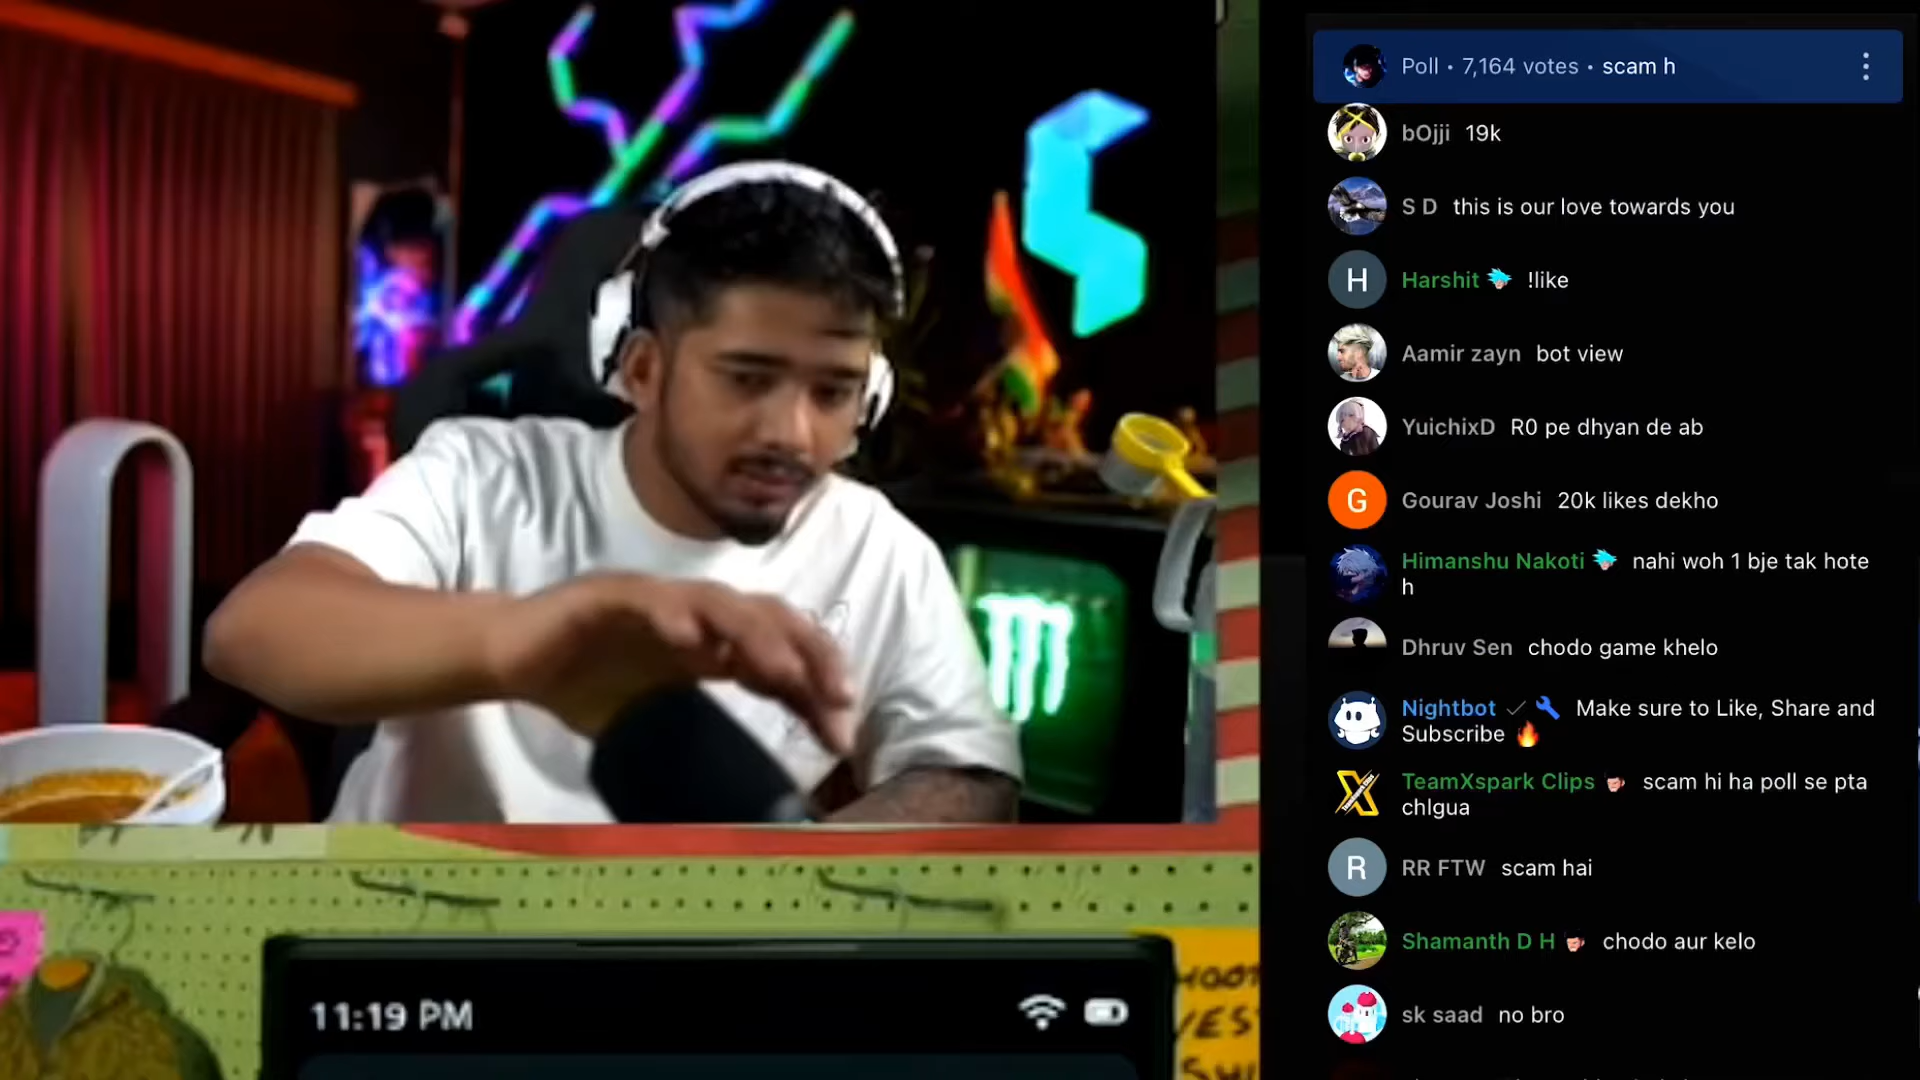 Poll • 7,164 votes • scam h
bOjji 19k
S D this is our love towards you
H
Harshit !like
Aamir zayn bot view
YuichixD R0 pe dhyan de ab
G
Gourav Joshi 20k likes dekho
Himanshu Nakoti nahi woh 1 bje tak hote
h
Dhruv Sen chodo game khelo
Nightbot Make sure to Like, Share and
Subscribe 🔥
TeamXspark Clips scam hi ha poll se pta
chlgua
R
RR FTW scam hai
Shamanth D H chodo aur kelo
sk saad no bro
11:19 PM